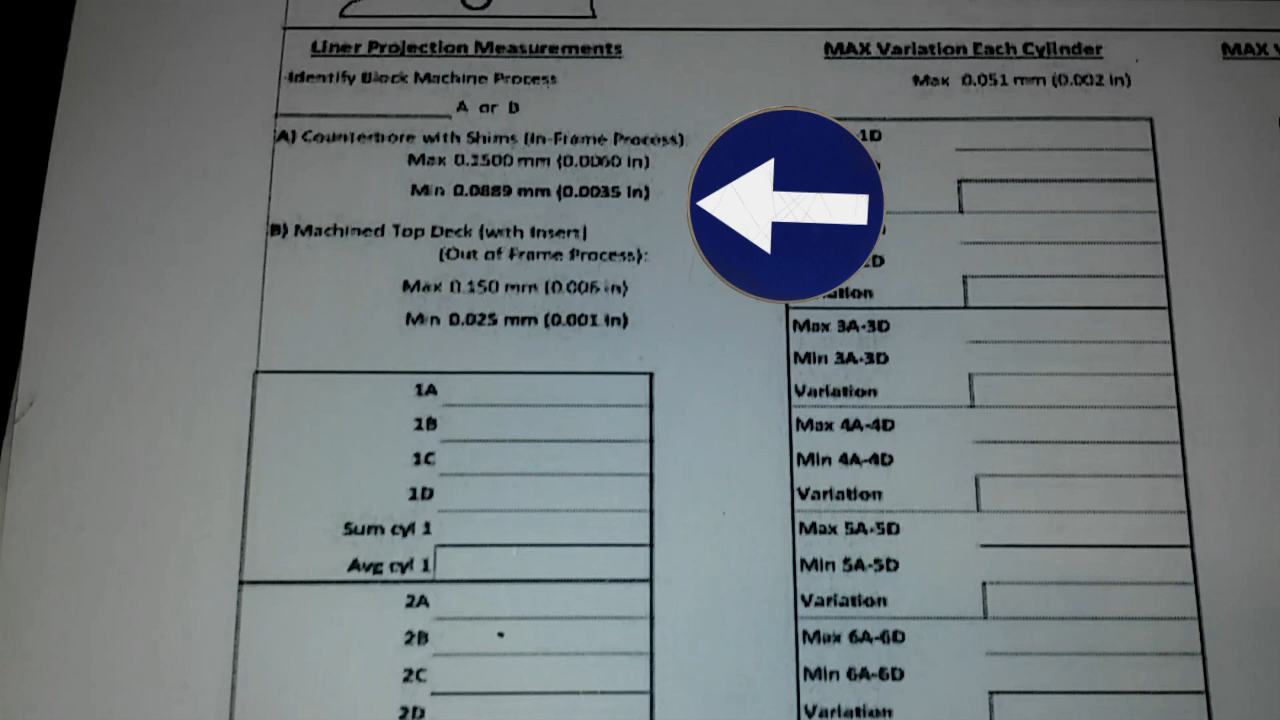 Liner Projection Measurements
Identify Block Machine Process
A or B
A) Counterbore with Shims (In-Frame Process)
Max 0.1500 mm (0.0060 in)
Min 0.0889 mm (0.0035 in)
B) Machined Top Deck (with Insert)
(Out of Frame Process):
Max 0.150 mm (0.006 in)
Min 0.025 mm (0.001 in)
1A
1B
1C
1D
Sum cyl 1
Avg cyl 1
2A
2B
2C
2D
MAX Variation Each Cylinder
Max 0.051 mm (0.002 in)
1D
Max 3A-3D
Min 3A-3D
Variation
Max 4A-4D
Min 4A-4D
Variation
Max 5A-5D
Min 5A-5D
Variation
Max 6A-6D
Min 6A-6D
Variation
MAX